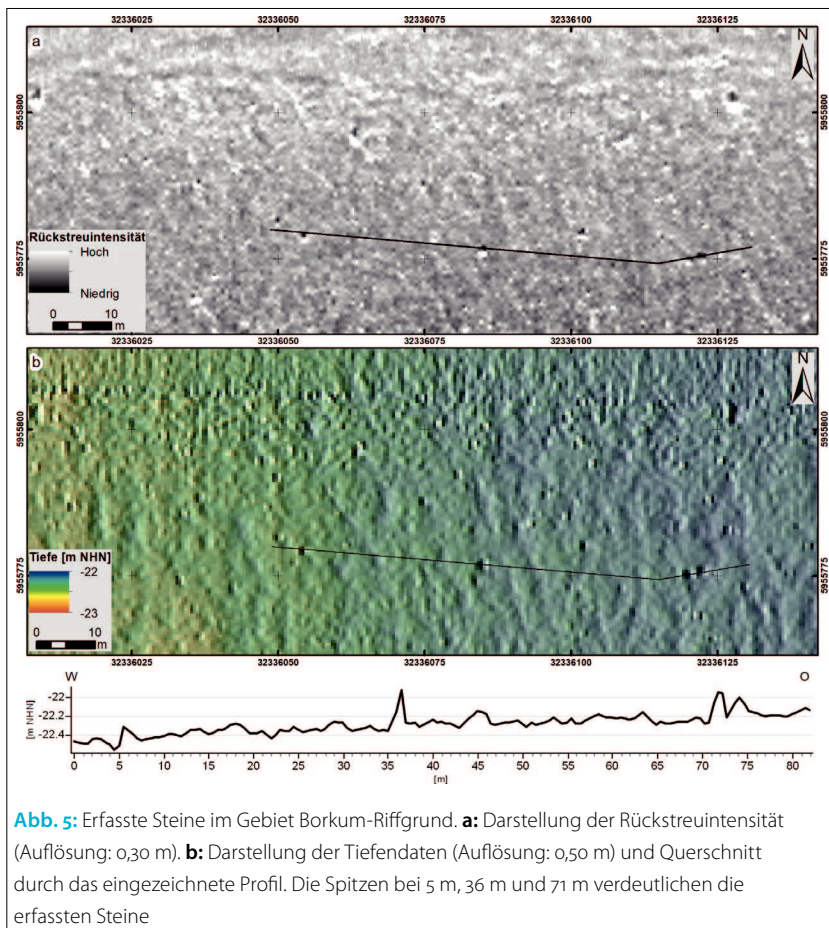 32336025 32336050 32336075 32336100 32336125
a
N
5955800
5955800
Rückstreuintensität
Hoch
Niedrig
0 10
m
5955775
5955775
32336025 32336050 32336075 32336100 32336125
b
N
5955800
5955800
Tiefe [m NHN]
-22
-23
0 10
m
5955775
5955775
32336025 32336050 32336075 32336100 32336125
W O
[m NHN]
-22
-22.2
-22.4
0 5 10 15 20 25 30 35 40 45 50 55 60 65 70 75 80
[m]
Abb. 5: Erfasste Steine im Gebiet Borkum-Riffgrund. a: Darstellung der Rückstreuintensität
(Auflösung: 0,30 m). b: Darstellung der Tiefendaten (Auflösung: 0,50 m) und Querschnitt
durch das eingezeichnete Profil. Die Spitzen bei 5 m, 36 m und 71 m verdeutlichen die
erfassten Steine